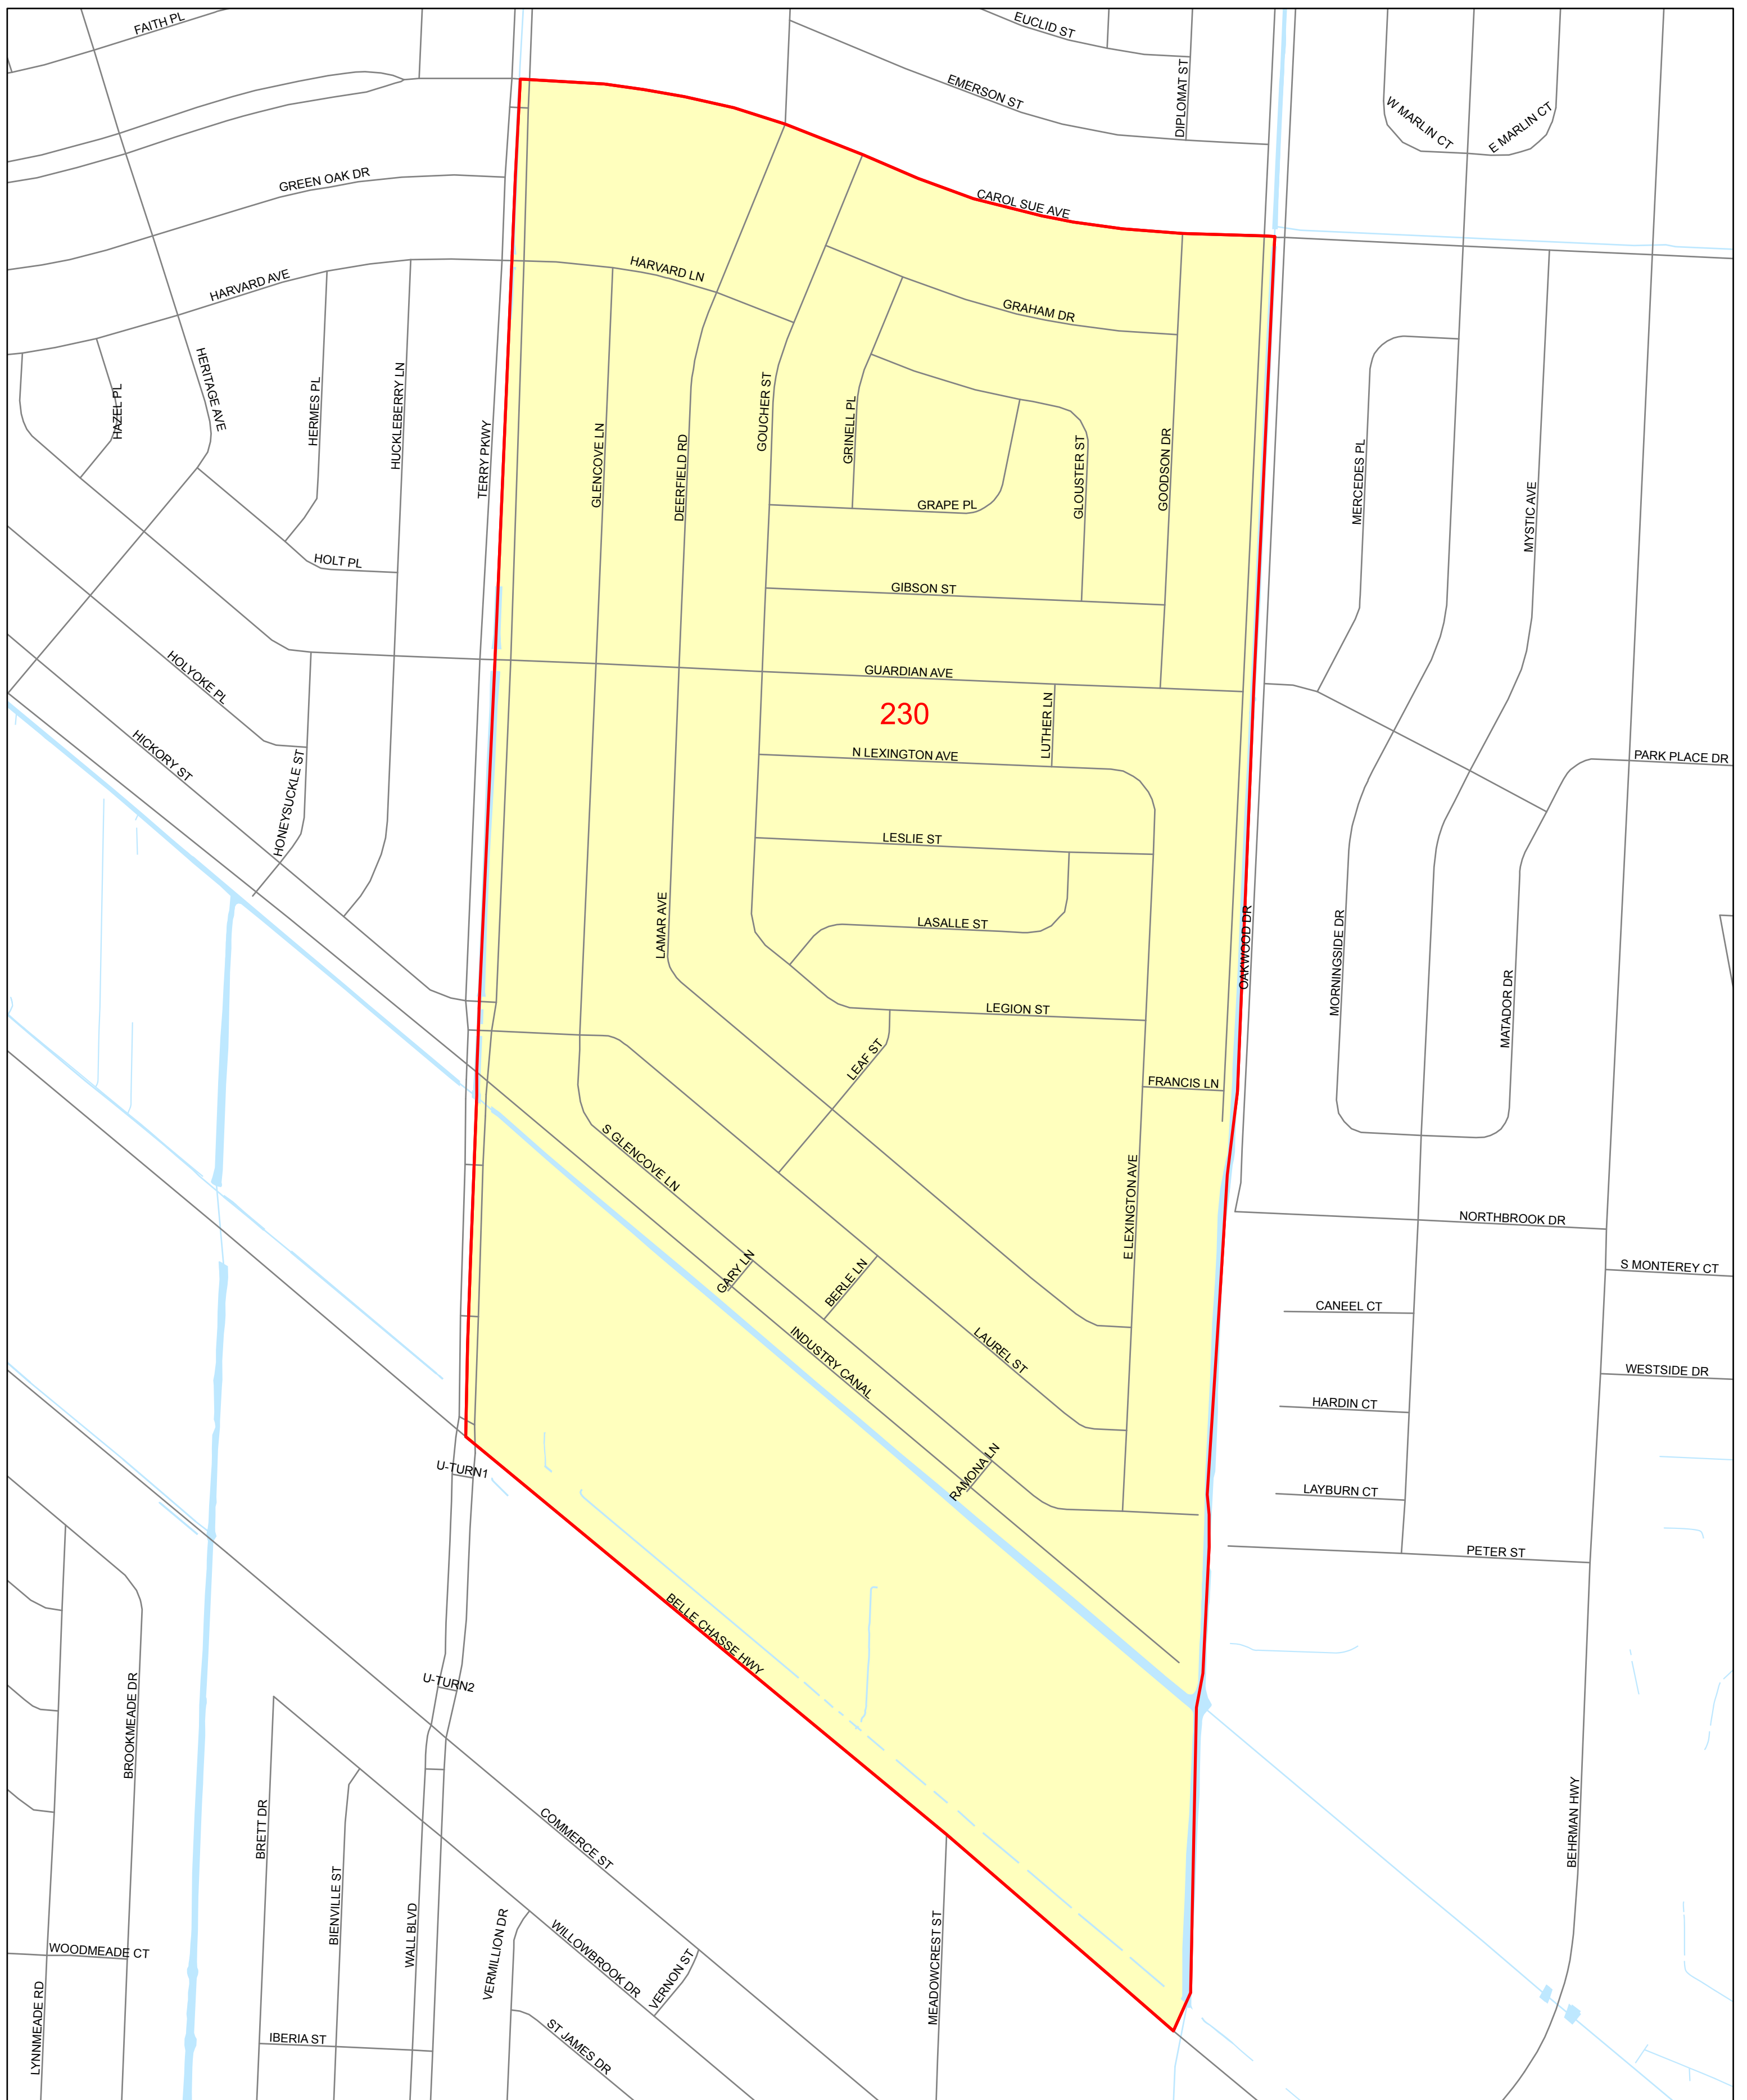 FAITH PL
EUCLID ST
EMERSON ST
DIPLOMAT ST
W MARLIN CT
E MARLIN CT
GREEN OAK DR
CAROL SUE AVE
HARVARD AVE
HARVARD LN
GRAHAM DR
HAZEL PL
HERITAGE AVE
HERMES PL
HUCKLEBERRY LN
TERRY PKWY
GLENCOVE LN
DEERFIELD RD
GOUCHER ST
GRINELL PL
GLOUSTER ST
GOODSON DR
MERCEDES PL
MYSTIC AVE
GRAPE PL
HOLT PL
GIBSON ST
HOLYOKE PL
GUARDIAN AVE
230
LUTHER LN
HICKORY ST
HONEYSUCKLE ST
N LEXINGTON AVE
PARK PLACE DR
LESLIE ST
LAMAR AVE
LASALLE ST
OAKWOOD DR
MORNINGSIDE DR
MATADOR DR
LEGION ST
LEAF ST
FRANCIS LN
S GLENCOVE LN
E LEXINGTON AVE
NORTHBROOK DR
GARY LN
BERLE LN
S MONTEREY CT
CANEEL CT
INDUSTRY CANAL
LAUREL ST
WESTSIDE DR
HARDIN CT
U-TURN1
RAMONA LN
LAYBURN CT
PETER ST
BELLE CHASSE HWY
U-TURN2
BROOKMEADE DR
BRETT DR
COMMERCE ST
BEHRMAN HWY
BIENVILLE ST
WALL BLVD
VERMILLION DR
WILLOWBROOK DR
VERNON ST
MEADOWCREST ST
WOODMEADE CT
LYNNMEADE RD
IBERIA ST
ST JAMES DR